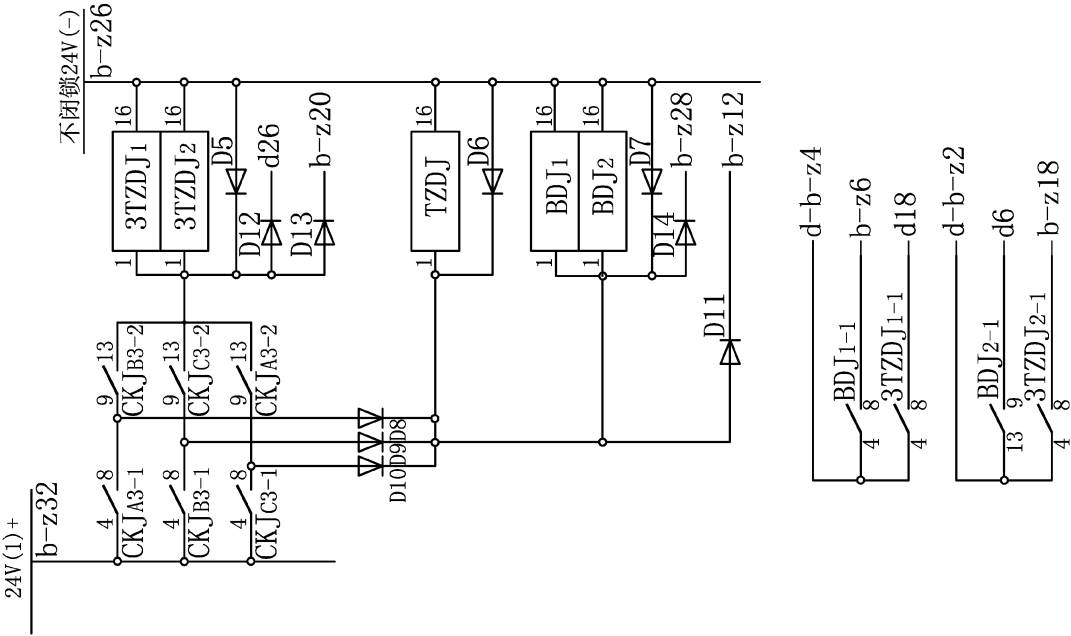 不闭锁24V(-)
b-z26
16
16
3TZDJ1
3TZDJ2
1
1
D5
d26
D12
b-z20
D13
16
TZDJ
1
D6
16
16
BDJ1
BDJ2
1
1
D7
b-z28
D14
b-z12
D11
13
CKJB3-2
9
13
CKJC3-2
9
13
CKJA3-2
9
D8
D9
D10
8
CKJA3-1
4
8
CKJB3-1
4
8
CKJC3-1
4
24V(1)+
b-z32
d-b-z4
b-z6
d18
BDJ1-1
8
4
3TZDJ1-1
8
4
d-b-z2
d6
b-z18
BDJ2-1
9
13
3TZDJ2-1
8
4